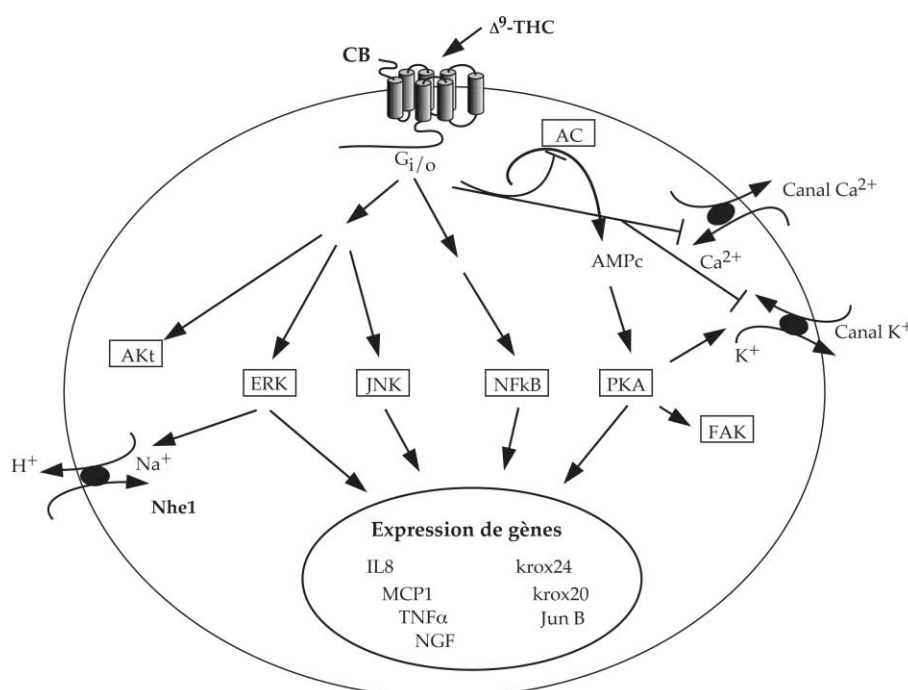 Δ⁹-THC
CB
AC
Gi/o
Canal Ca²⁺
AMPc
Ca²⁺
AKt
K⁺
Canal K⁺
ERK
JNK
NFkB
PKA
FAK
H⁺
Na⁺
Nhe1
Expression de gènes
IL8
krox24
MCP1
krox20
TNFα
Jun B
NGF